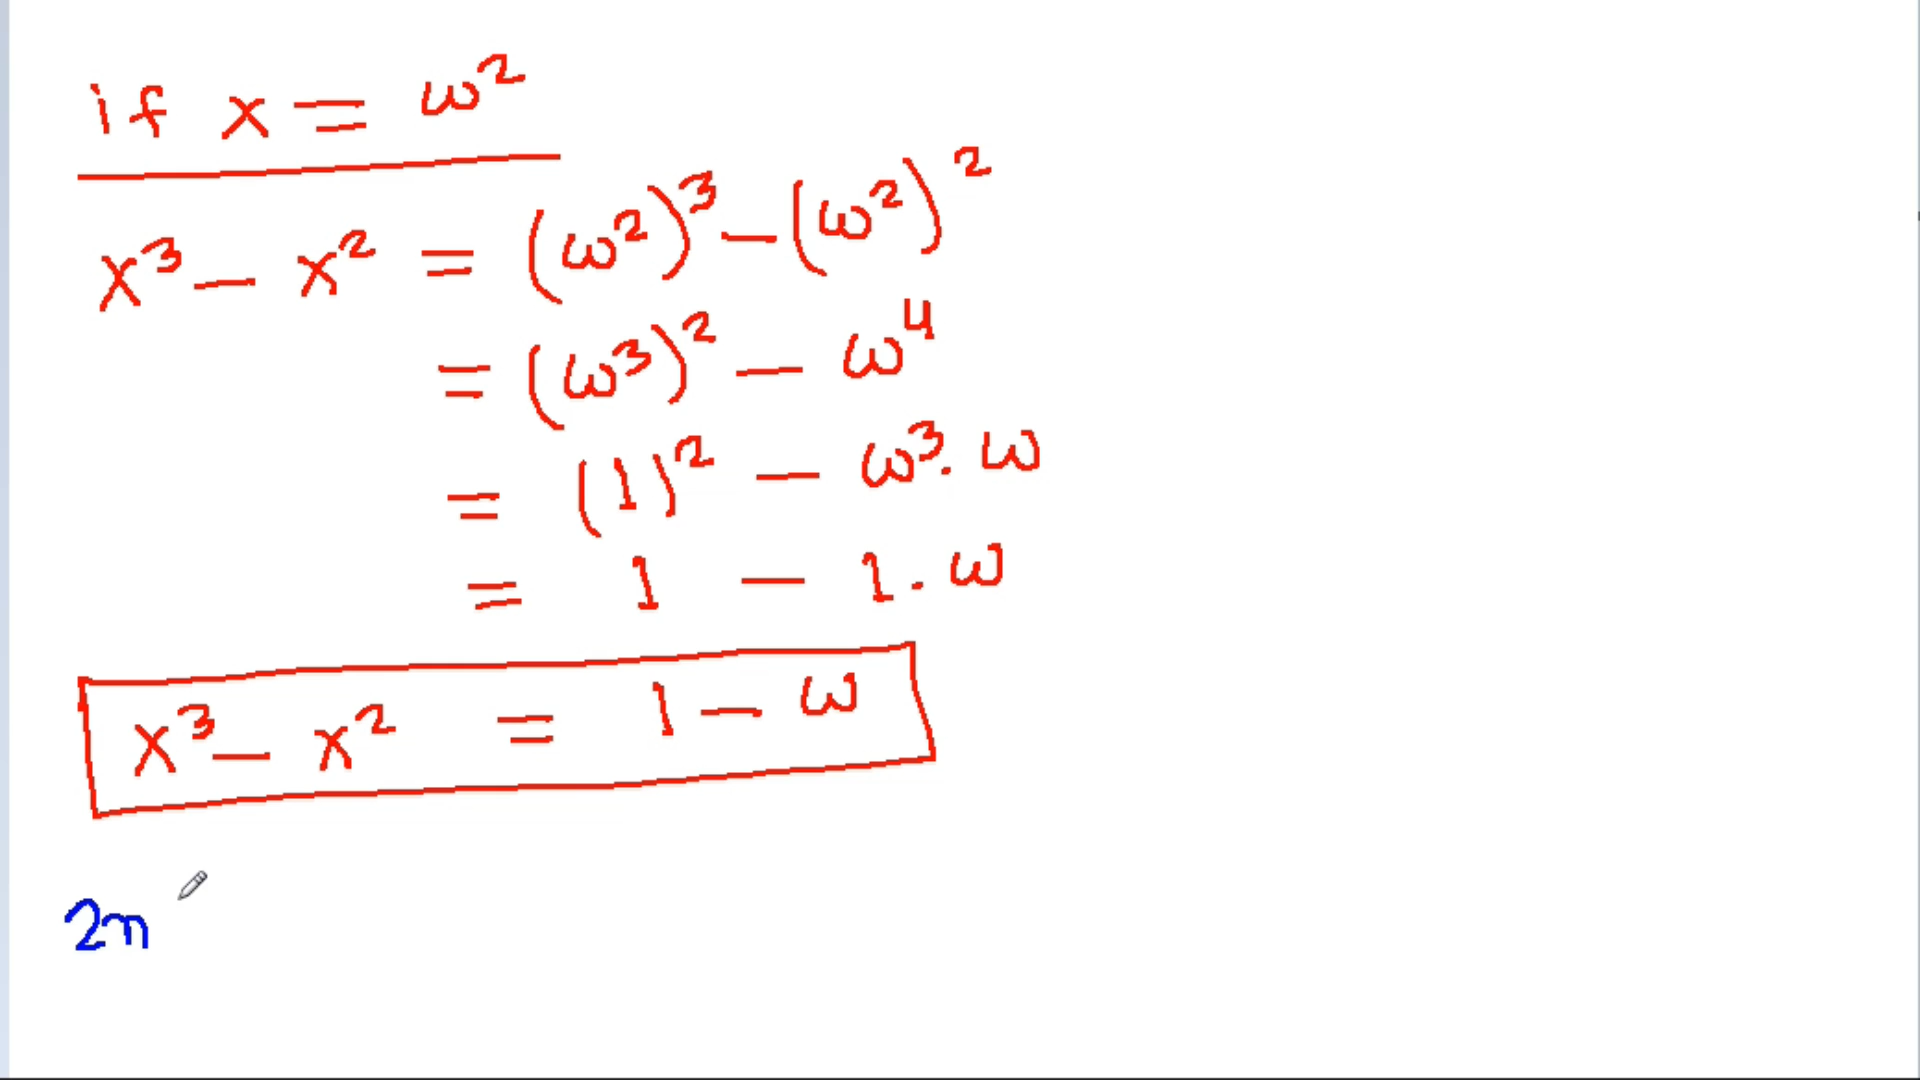 if x = ω²
x³ - x² = (ω²)³ - (ω²)²
= (ω³)² - ω⁴
= (1)² - ω³. ω
= 1 - 1. ω
x³ - x² = 1 - ω
2n